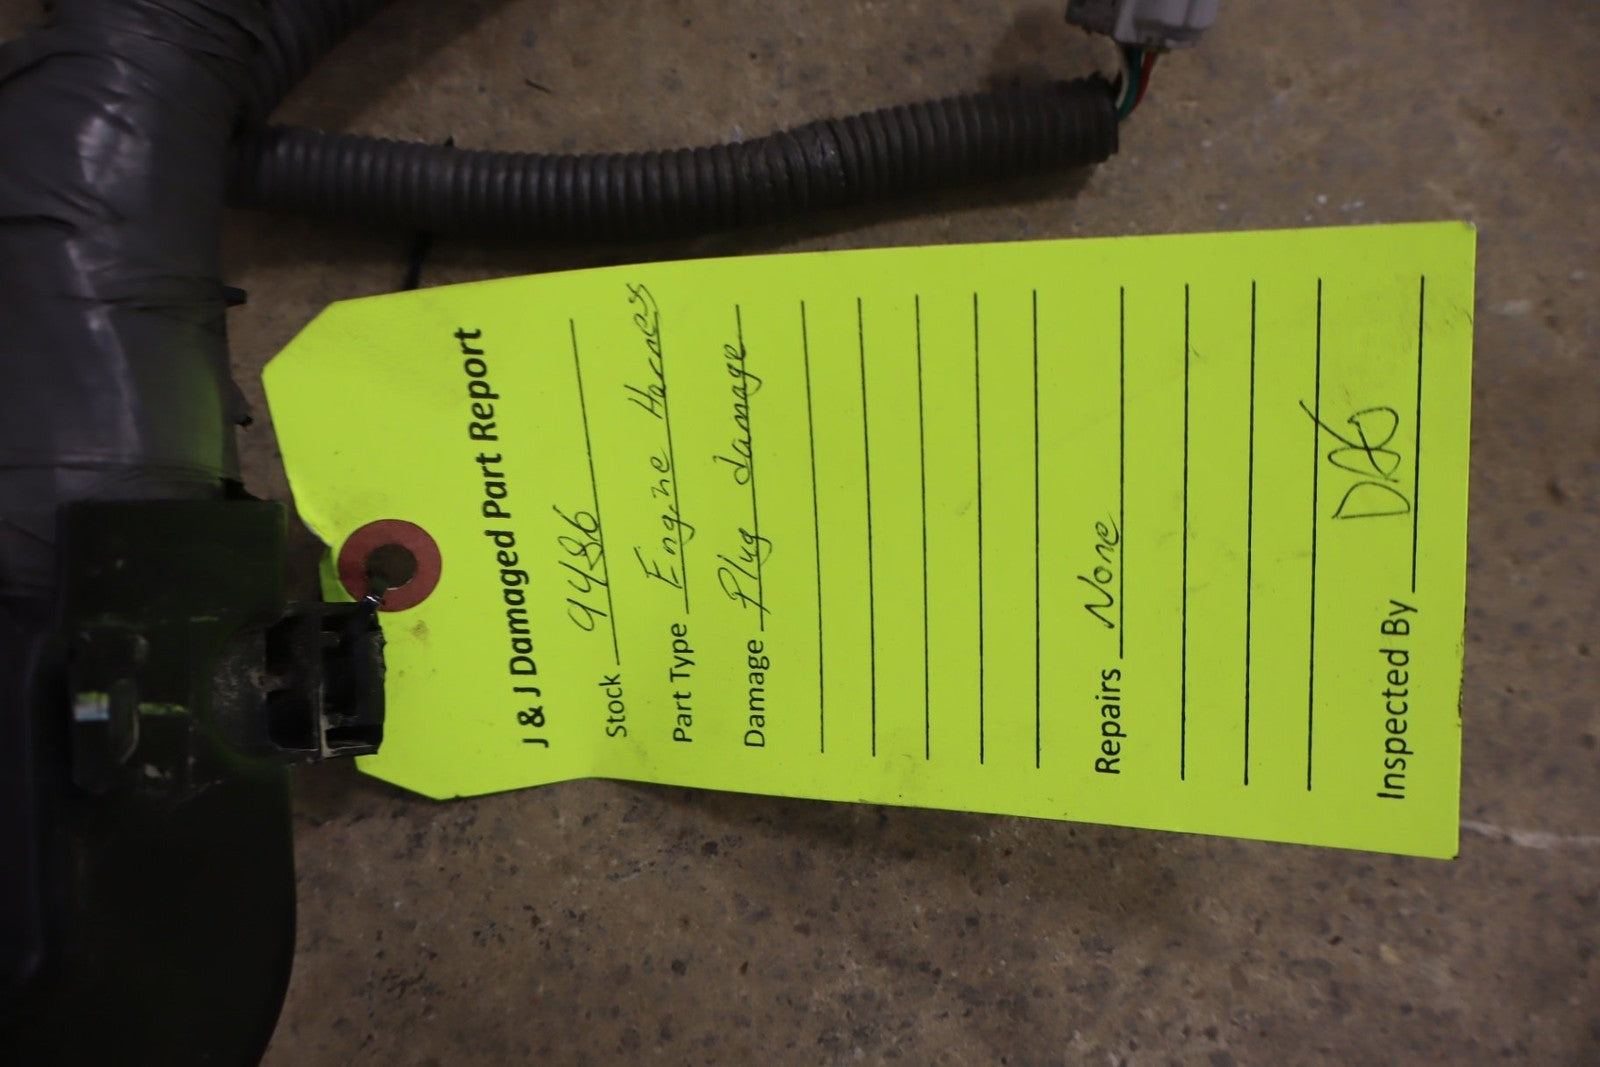 J & J Damaged Part Report
Stock 9486
Part Type Engine Harness
Damage Plug damage
Repairs None
Inspected By